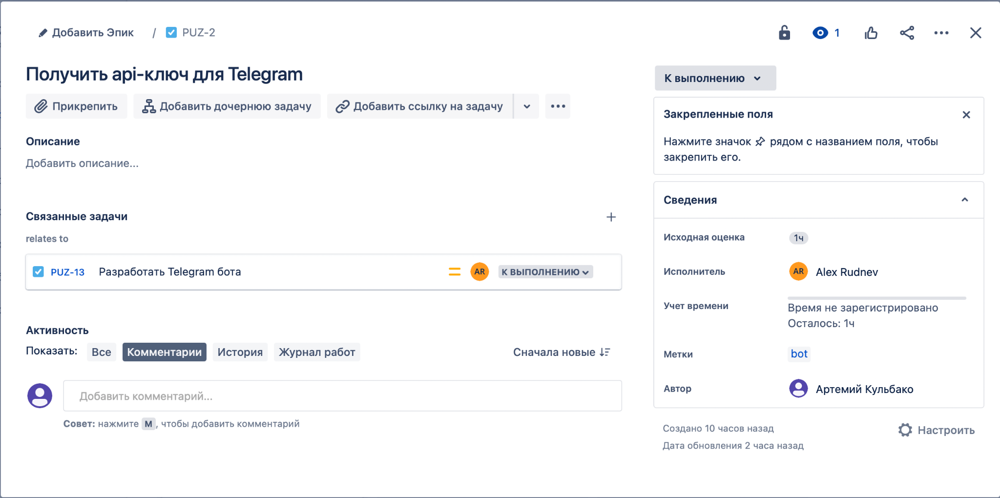 Добавить Эпик / PUZ-2
1
Получить api-ключ для Telegram
Прикрепить
Добавить дочернюю задачу
Добавить ссылку на задачу
Описание
Добавить описание...
Связанные задачи
relates to
PUZ-13 Разработать Telegram бота AR К ВЫПОЛНЕНИЮ
Активность
Показать: Все Комментарии История Журнал работ Сначала новые
Добавить комментарий...
Совет: нажмите M, чтобы добавить комментарий
К выполнению
Закрепленные поля
Нажмите значок рядом с названием поля, чтобы
закрепить его.
Сведения
Исходная оценка 1ч
Исполнитель AR Alex Rudnev
Учет времени Время не зарегистрировано
Осталось: 1ч
Метки bot
Автор Артемий Кульбако
Создано 10 часов назад
Дата обновления 2 часа назад
Настроить